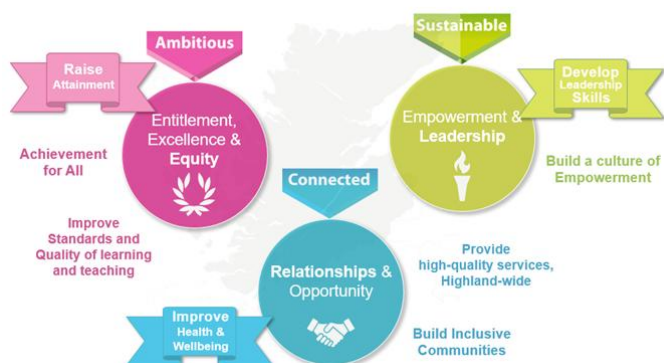 Ambitious
Raise
Attainment
Entitlement,
Excellence &
Equity
Achievement
for All
Improve
Standards and
Quality of learning
and teaching
Sustainable
Develop
Leadership
Skills
Empowerment &
Leadership
Build a culture of
Empowerment
Connected
Relationships &
Opportunity
Improve
Health &
Wellbeing
Provide
high-quality services,
Highland-wide
Build Inclusive
Communities